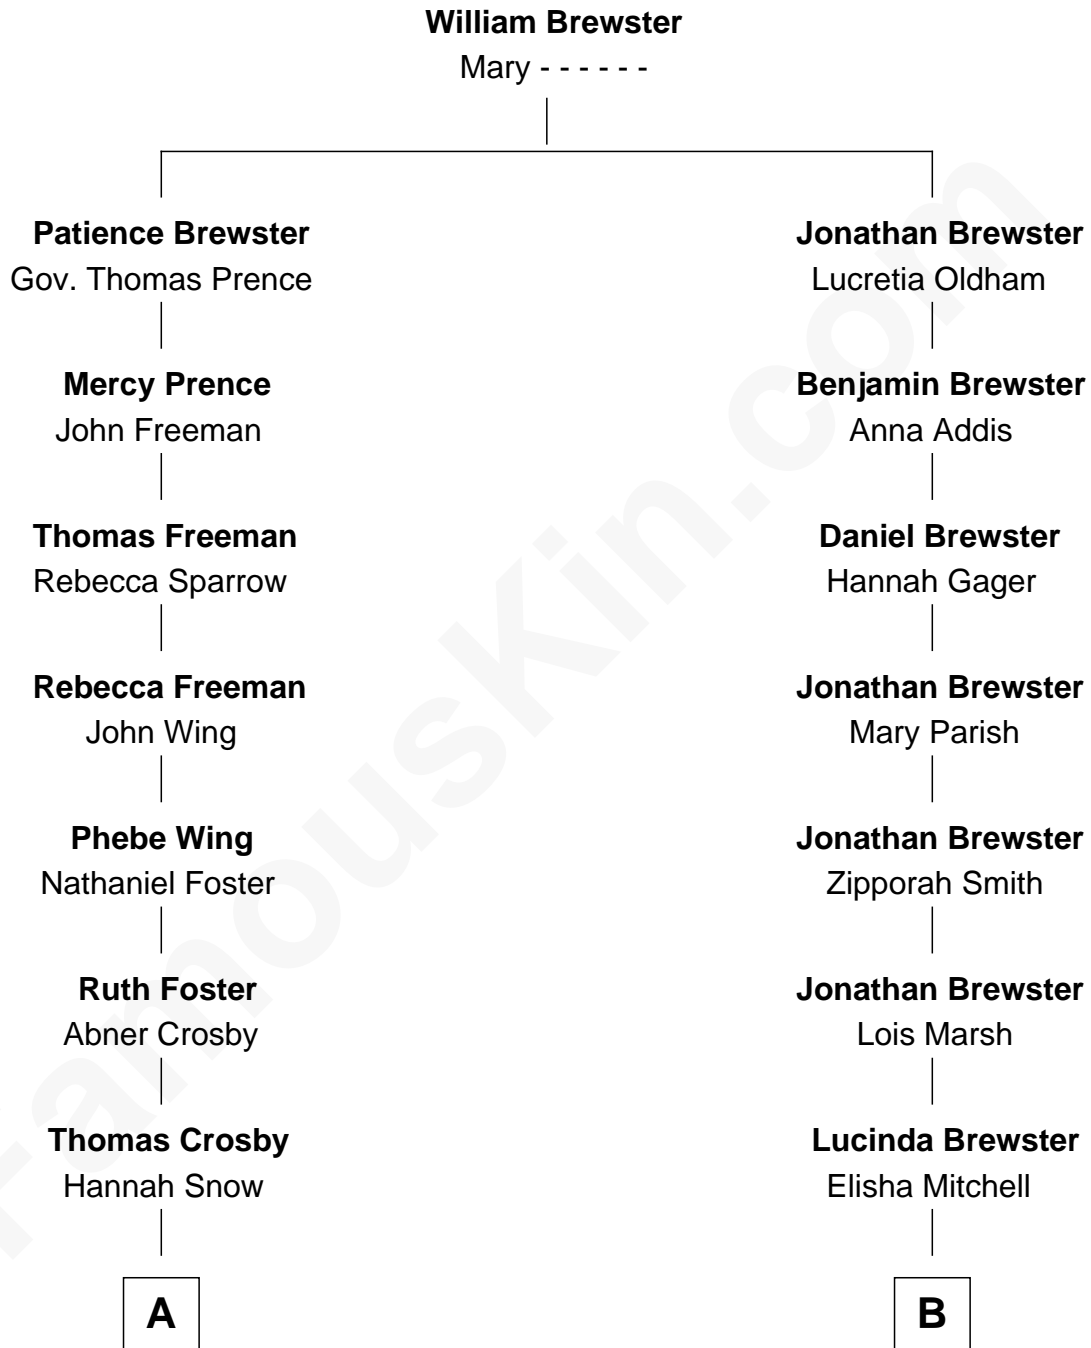 William Brewster
Mary - - - - - -
Patience Brewster
Gov. Thomas Prence
Jonathan Brewster
Lucretia Oldham
Mercy Prence
John Freeman
Benjamin Brewster
Anna Addis
Thomas Freeman
Rebecca Sparrow
Daniel Brewster
Hannah Gager
Rebecca Freeman
John Wing
Jonathan Brewster
Mary Parish
Phebe Wing
Nathaniel Foster
Jonathan Brewster
Zipporah Smith
Ruth Foster
Abner Crosby
Jonathan Brewster
Lois Marsh
Thomas Crosby
Hannah Snow
Lucinda Brewster
Elisha Mitchell
A
B
FamousKin.com